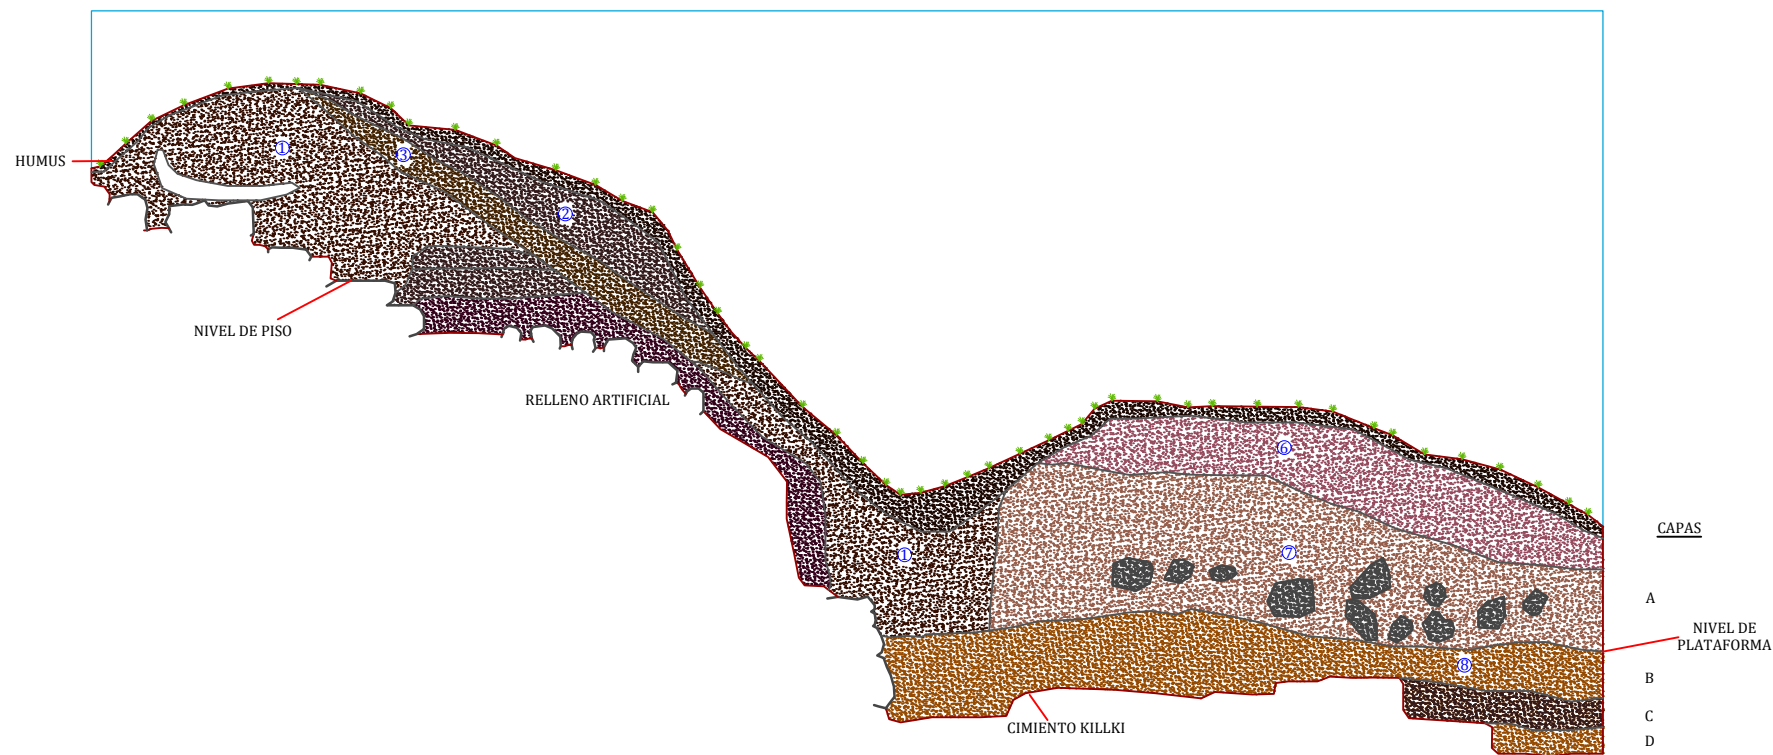 HUMUS
①
③
②
NIVEL DE PISO
RELLENO ARTIFICIAL
⑥
CAPAS
①
⑦
A
NIVEL DE
PLATAFORMA
⑧
B
C
CIMIENTO KILLKI
D